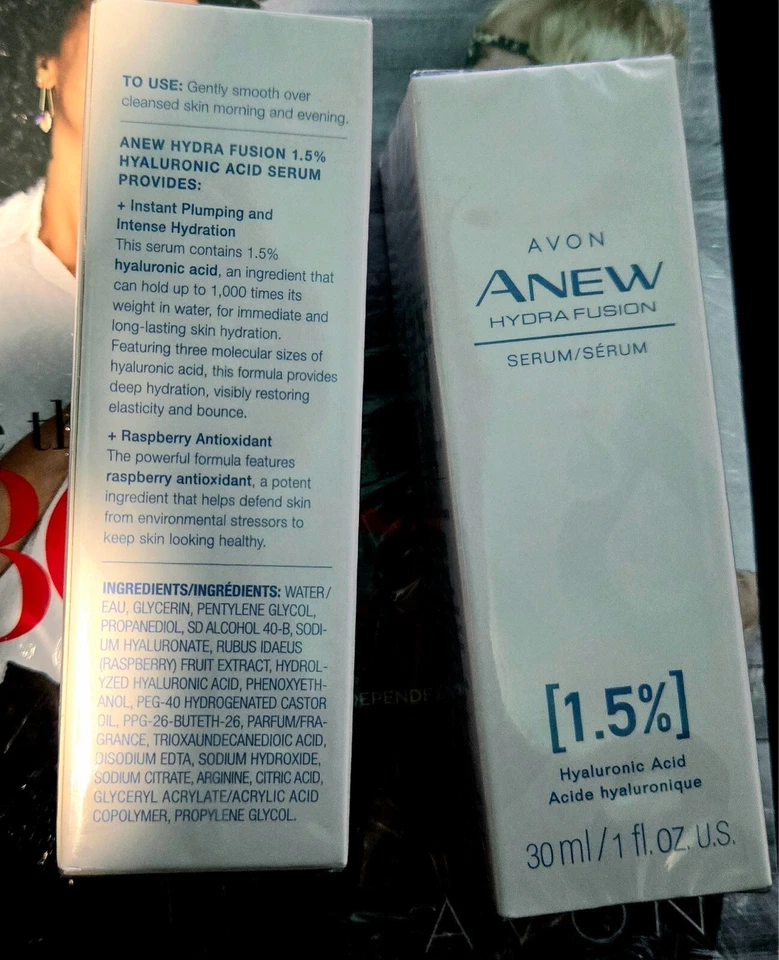 TO USE: Gently smooth over
cleansed skin morning and evening.
ANEW HYDRA FUSION 1.5%
HYALURONIC ACID SERUM
PROVIDES:
+ Instant Plumping and
Intense Hydration
This serum contains 1.5%
hyaluronic acid, an ingredient that
can hold up to 1,000 times its
weight in water, for immediate and
long-lasting skin hydration.
Featuring three molecular sizes of
hyaluronic acid, this formula provides
deep hydration, visibly restoring
elasticity and bounce.
+ Raspberry Antioxidant
The powerful formula features
raspberry antioxidant, a potent
ingredient that helps defend skin
from environmental stressors to
keep skin looking healthy.
INGREDIENTS/INGRÉDIENTS: WATER/
EAU, GLYCERIN, PENTYLENE GLYCOL,
PROPANEDIOL, SD ALCOHOL 40-B, SODI-
UM HYALURONATE, RUBUS IDAEUS
(RASPBERRY) FRUIT EXTRACT, HYDROL-
YZED HYALURONIC ACID, PHENOXYETH-
ANOL, PEG-40 HYDROGENATED CASTOR
OIL, PPG-26-BUTETH-26, PARFUM/FRA-
GRANCE, TRIOXAUNDECANEDIOIC ACID,
DISODIUM EDTA, SODIUM HYDROXIDE,
SODIUM CITRATE, ARGININE, CITRIC ACID,
GLYCERYL ACRYLATE/ACRYLIC ACID
COPOLYMER, PROPYLENE GLYCOL.
AVON
ANEW
HYDRA FUSION
SERUM/SÉRUM
[1.5%]
Hyaluronic Acid
Acide hyaluronique
30 ml/1 fl.oz. U.S.
AVON